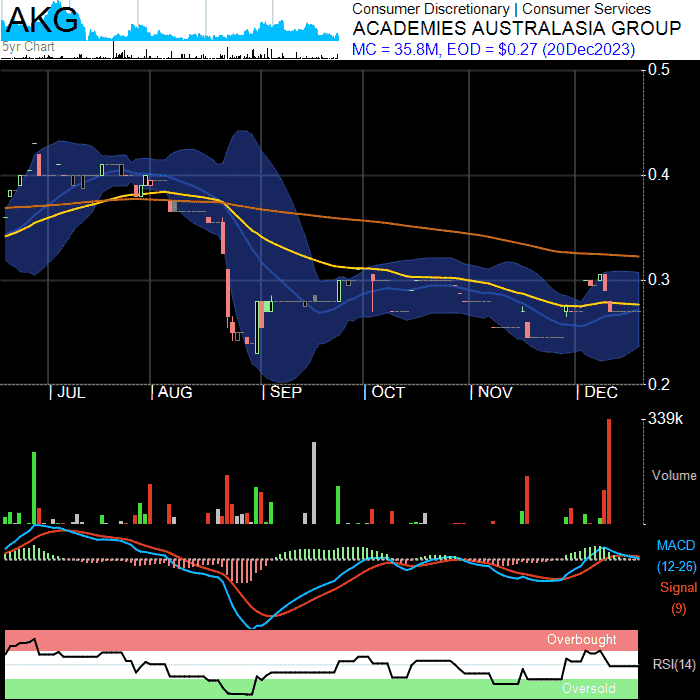 AKG
5yr Chart
Consumer Discretionary | Consumer Services
ACADEMIES AUSTRALASIA GROUP
MC = 35.8M, EOD = $0.27 (20Dec2023)
0.5
0.4
0.3
0.2
| JUL | AUG | SEP | OCT | NOV | DEC
339k
Volume
MACD
(12-26)
Signal
(9)
Overbought
RSI(14)
Oversold